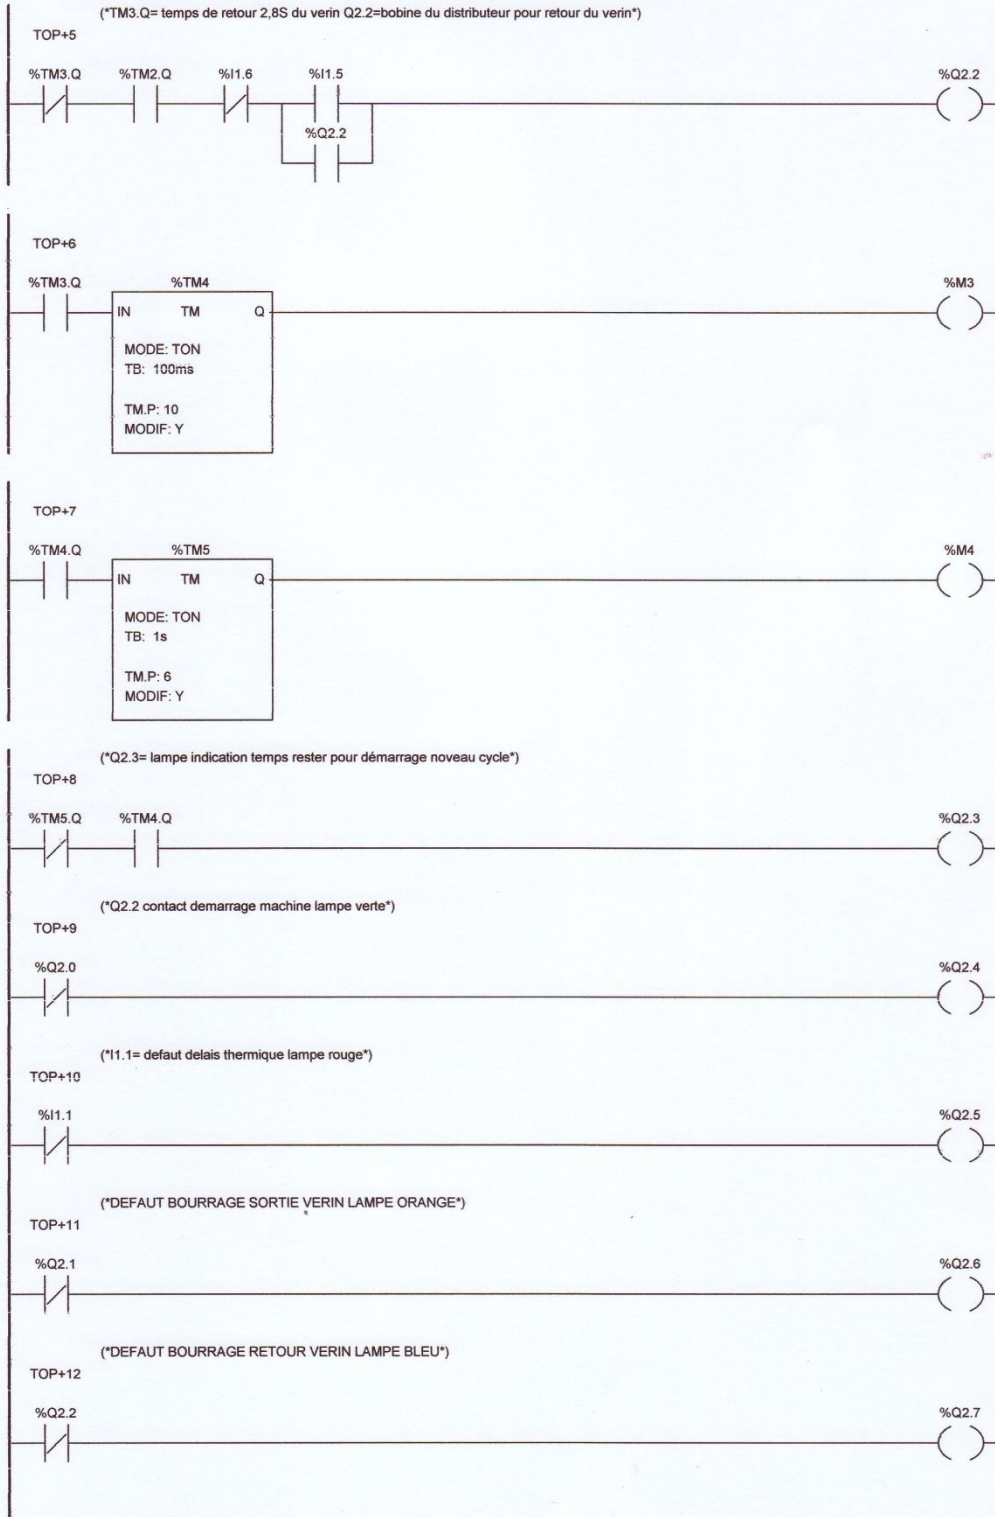 (*TM3.Q= temps de retour 2,8S du verin Q2.2=bobine du distributeur pour retour du verin*)
TOP+5
%TM3.Q %TM2.Q %I1.6 %I1.5 %Q2.2
%Q2.2
TOP+6
%TM3.Q %TM4 %M3
IN TM Q
MODE: TON
TB: 100ms
TM.P: 10
MODIF: Y
TOP+7
%TM4.Q %TM5 %M4
IN TM Q
MODE: TON
TB: 1s
TM.P: 6
MODIF: Y
(*Q2.3= lampe indication temps rester pour démarrage noveau cycle*)
TOP+8
%TM5.Q %TM4.Q %Q2.3
(*Q2.2 contact demarrage machine lampe verte*)
TOP+9
%Q2.0 %Q2.4
(*I1.1= defaut delais thermique lampe rouge*)
TOP+10
%I1.1 %Q2.5
(*DEFAUT BOURRAGE SORTIE VERIN LAMPE ORANGE*)
TOP+11
%Q2.1 %Q2.6
(*DEFAUT BOURRAGE RETOUR VERIN LAMPE BLEU*)
TOP+12
%Q2.2 %Q2.7